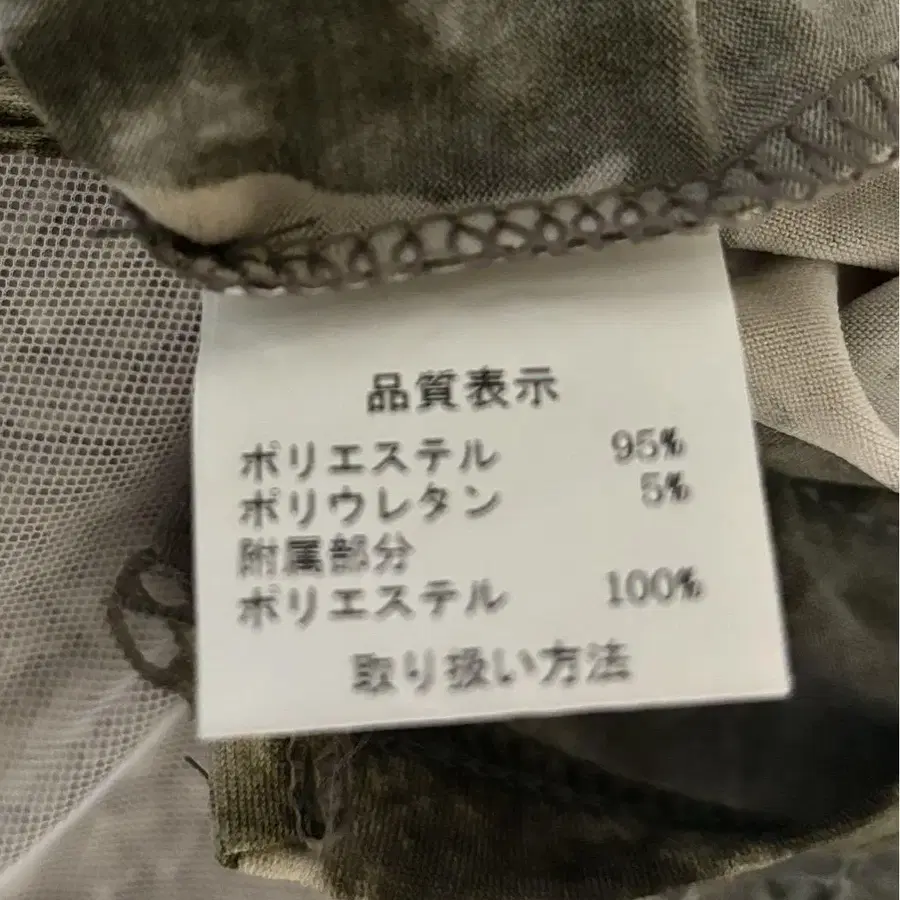 品質表示
ポリエステル 95%
ポリウレタン 5%
附属部分
ポリエステル 100%
取り扱い方法